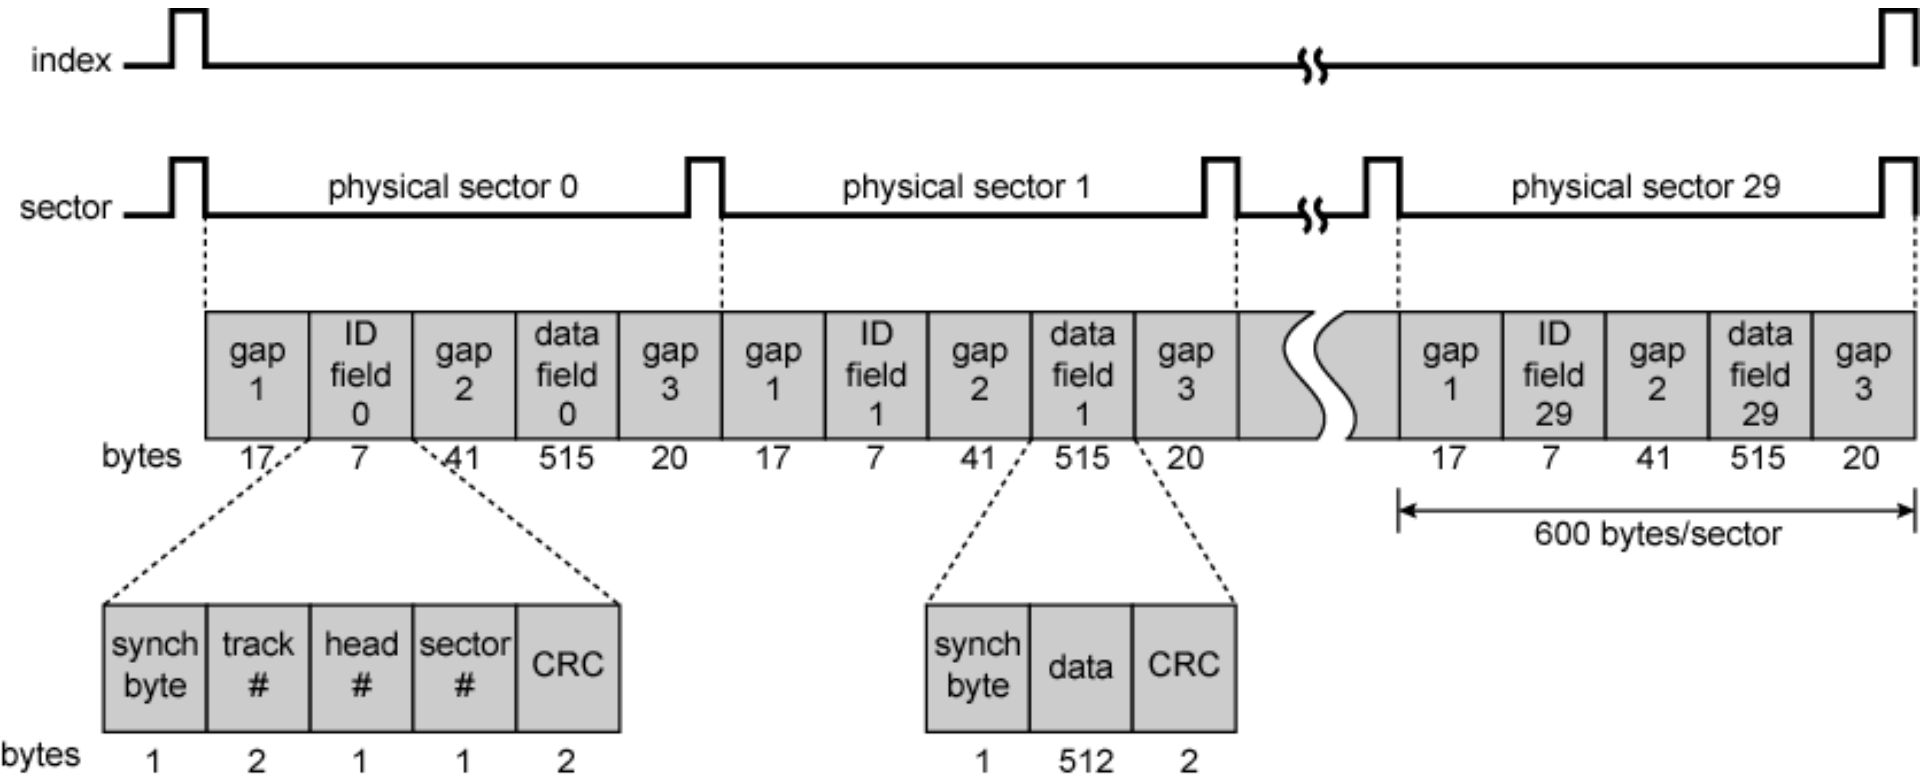 index
sector
physical sector 0
physical sector 1
physical sector 29
gap
1
ID
field
0
gap
2
data
field
0
gap
3
gap
1
ID
field
1
gap
2
data
field
1
gap
3
gap
1
ID
field
29
gap
2
data
field
29
gap
3
bytes 17 7 41 515 20 17 7 41 515 20 17 7 41 515 20
600 bytes/sector
synch
byte
track
#
head
#
sector
#
CRC
synch
byte
data
CRC
bytes 1 2 1 1 2 1 512 2